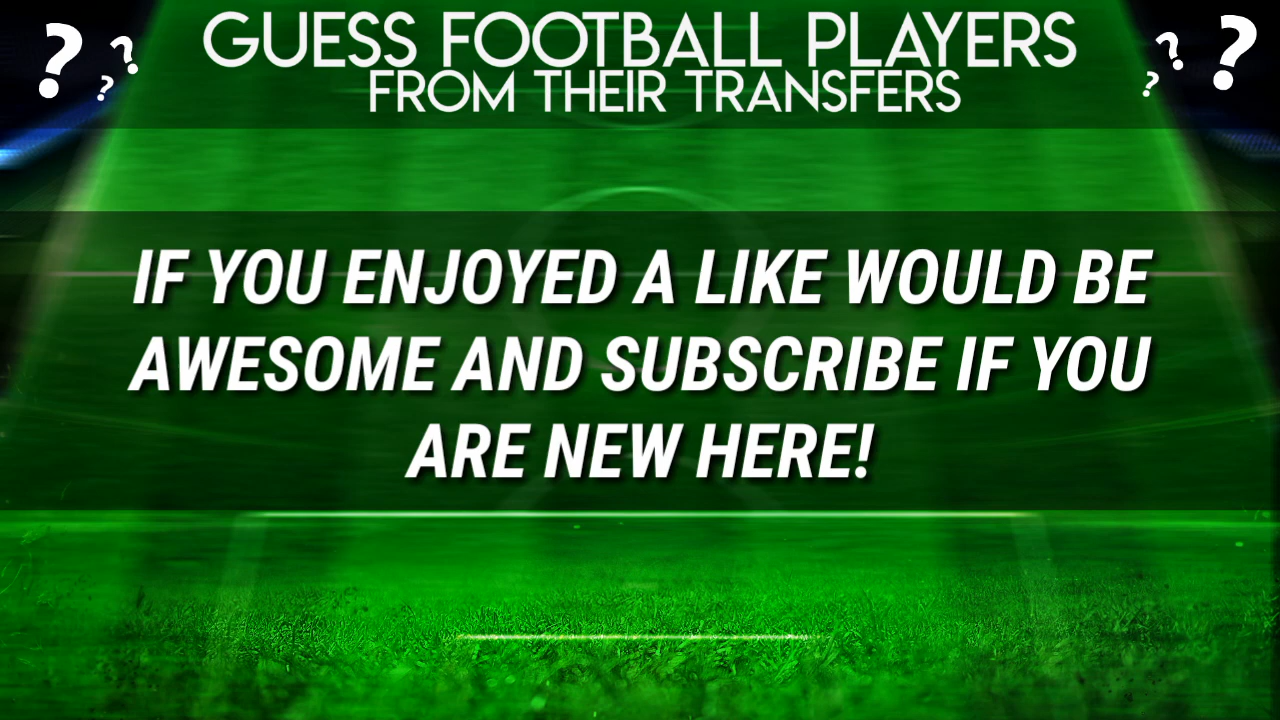 GUESS FOOTBALL PLAYERS
FROM THEIR TRANSFERS
IF YOU ENJOYED A LIKE WOULD BE
AWESOME AND SUBSCRIBE IF YOU
ARE NEW HERE!